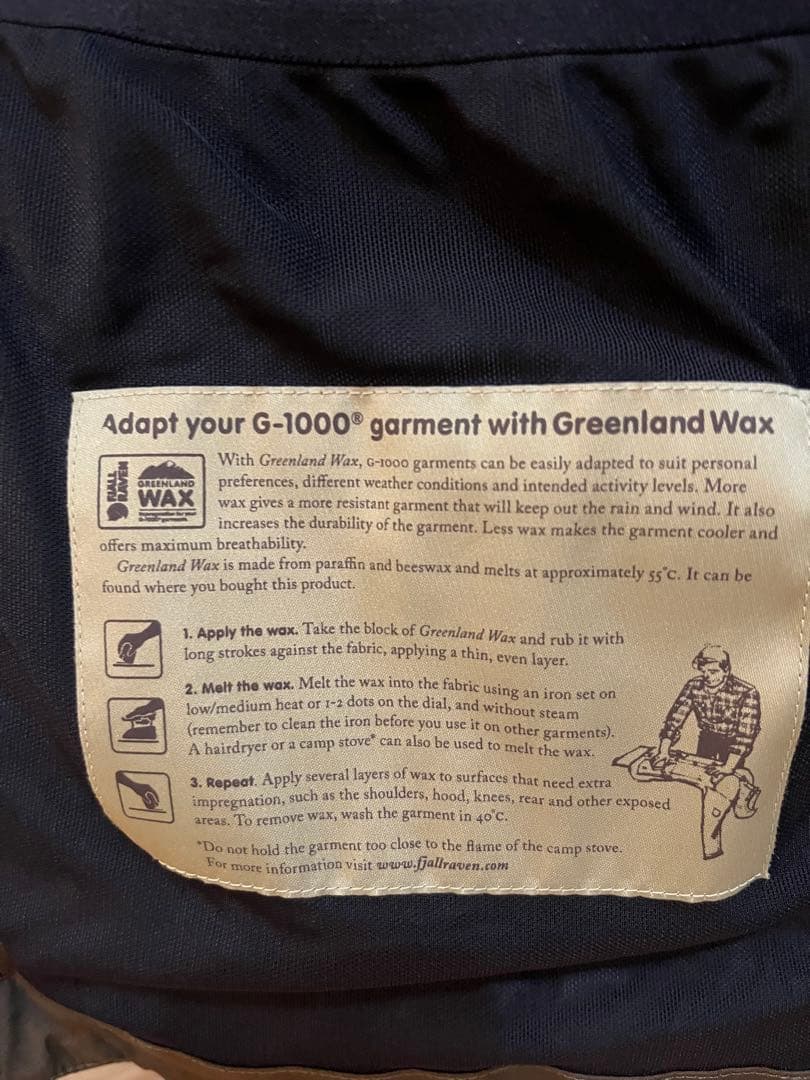 Adapt your G-1000® garment with Greenland Wax
FJALL
RAVEN
GREENLAND
WAX
With Greenland Wax, G-1000 garments can be easily adapted to suit personal
preferences, different weather conditions and intended activity levels. More
wax gives a more resistant garment that will keep out the rain and wind. It also
increases the durability of the garment. Less wax makes the garment cooler and
offers maximum breathability.
Greenland Wax is made from paraffin and beeswax and melts at approximately 55°C. It can be
found where you bought this product.
1. Apply the wax. Take the block of Greenland Wax and rub it with
long strokes against the fabric, applying a thin, even layer.
2. Melt the wax. Melt the wax into the fabric using an iron set on
low/medium heat or 1-2 dots on the dial, and without steam
(remember to clean the iron before you use it on other garments).
A hairdryer or a camp stove* can also be used to melt the wax.
3. Repeat. Apply several layers of wax to surfaces that need extra
impregnation, such as the shoulders, hood, knees, rear and other exposed
areas. To remove wax, wash the garment in 40°C.
*Do not hold the garment too close to the flame of the camp stove.
For more information visit www.fjallraven.com